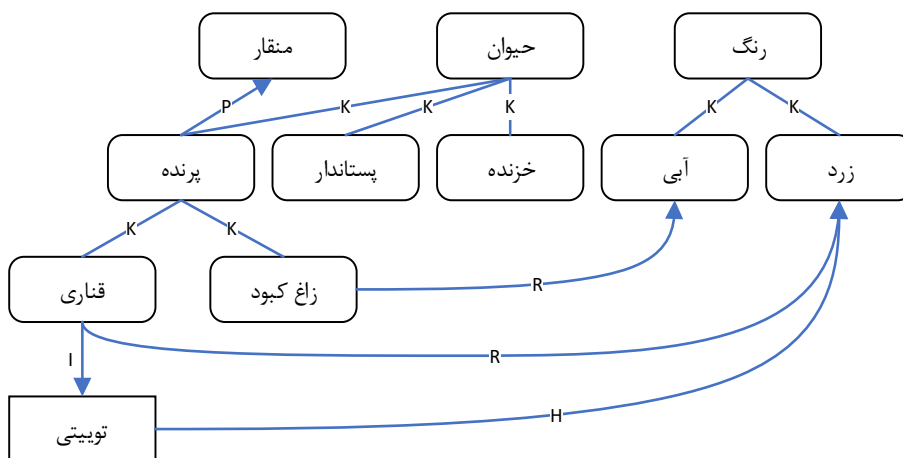 منقار
حیوان
رنگ
P
K
K
K
K
K
پرنده
پستاندار
خزنده
آبی
زرد
K
K
قناری
زاغ کبود
R
I
R
توییتی
H